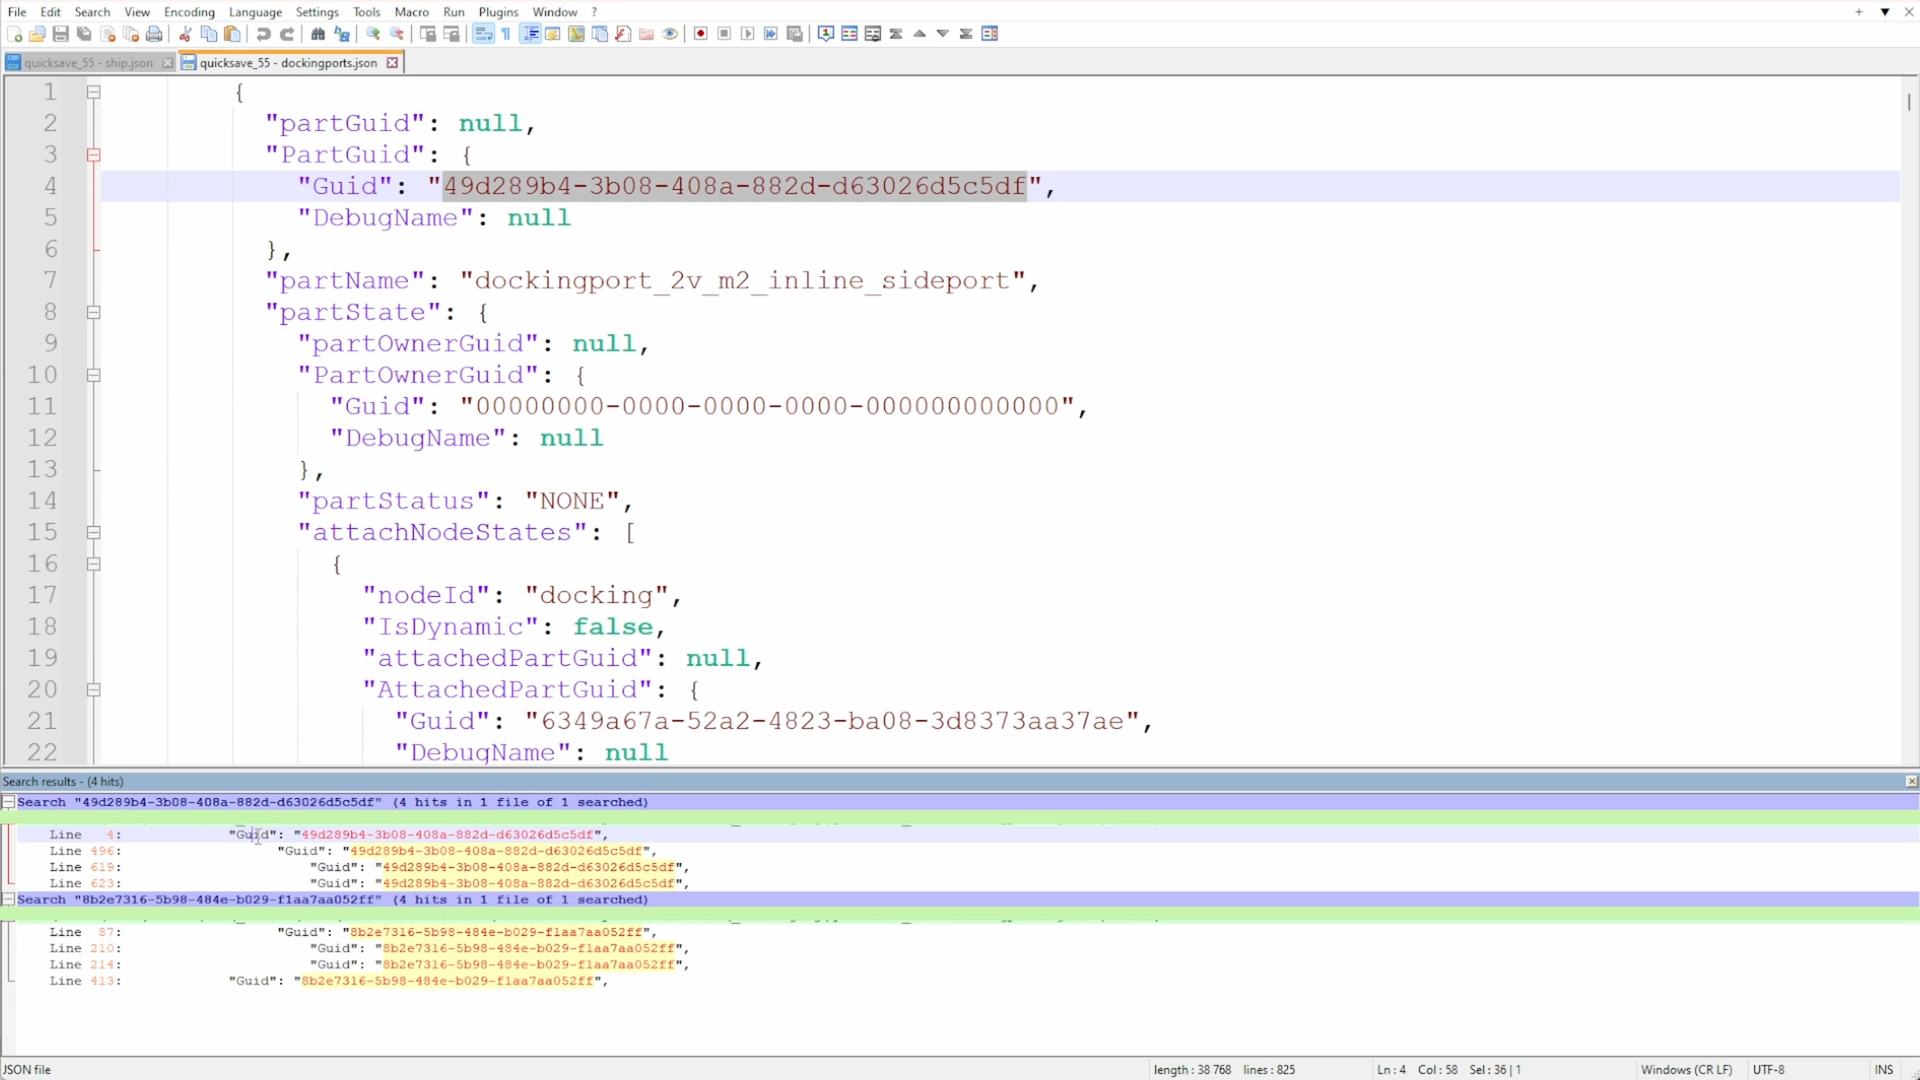 File Edit Search View Encoding Language Settings Tools Macro Run Plugins Window ?
quicksave_55 - ship.json quicksave_55 - dockingports.json
1 {
2 "partGuid": null,
3 "PartGuid": {
4 "Guid": "49d289b4-3b08-408a-882d-d63026d5c5df",
5 "DebugName": null
6 },
7 "partName": "dockingport_2v_m2_inline_sideport",
8 "partState": {
9 "partOwnerGuid": null,
10 "PartOwnerGuid": {
11 "Guid": "00000000-0000-0000-0000-000000000000",
12 "DebugName": null
13 },
14 "partStatus": "NONE",
15 "attachNodeStates": [
16 {
17 "nodeId": "docking",
18 "IsDynamic": false,
19 "attachedPartGuid": null,
20 "AttachedPartGuid": {
21 "Guid": "6349a67a-52a2-4823-ba08-3d8373aa37ae",
22 "DebugName": null
Search results - (4 hits)
Search "49d289b4-3b08-408a-882d-d63026d5c5df" (4 hits in 1 file of 1 searched)
Line 4: "Guid": "49d289b4-3b08-408a-882d-d63026d5c5df",
Line 496: "Guid": "49d289b4-3b08-408a-882d-d63026d5c5df",
Line 619: "Guid": "49d289b4-3b08-408a-882d-d63026d5c5df",
Line 623: "Guid": "49d289b4-3b08-408a-882d-d63026d5c5df",
Search "8b2e7316-5b98-484e-b029-f1aa7aa052ff" (4 hits in 1 file of 1 searched)
Line 87: "Guid": "8b2e7316-5b98-484e-b029-f1aa7aa052ff",
Line 210: "Guid": "8b2e7316-5b98-484e-b029-f1aa7aa052ff",
Line 214: "Guid": "8b2e7316-5b98-484e-b029-f1aa7aa052ff",
Line 413: "Guid": "8b2e7316-5b98-484e-b029-f1aa7aa052ff",
JSON file length : 38 768 lines : 825 Ln : 4 Col : 58 Sel : 36 | 1 Windows (CR LF) UTF-8 INS